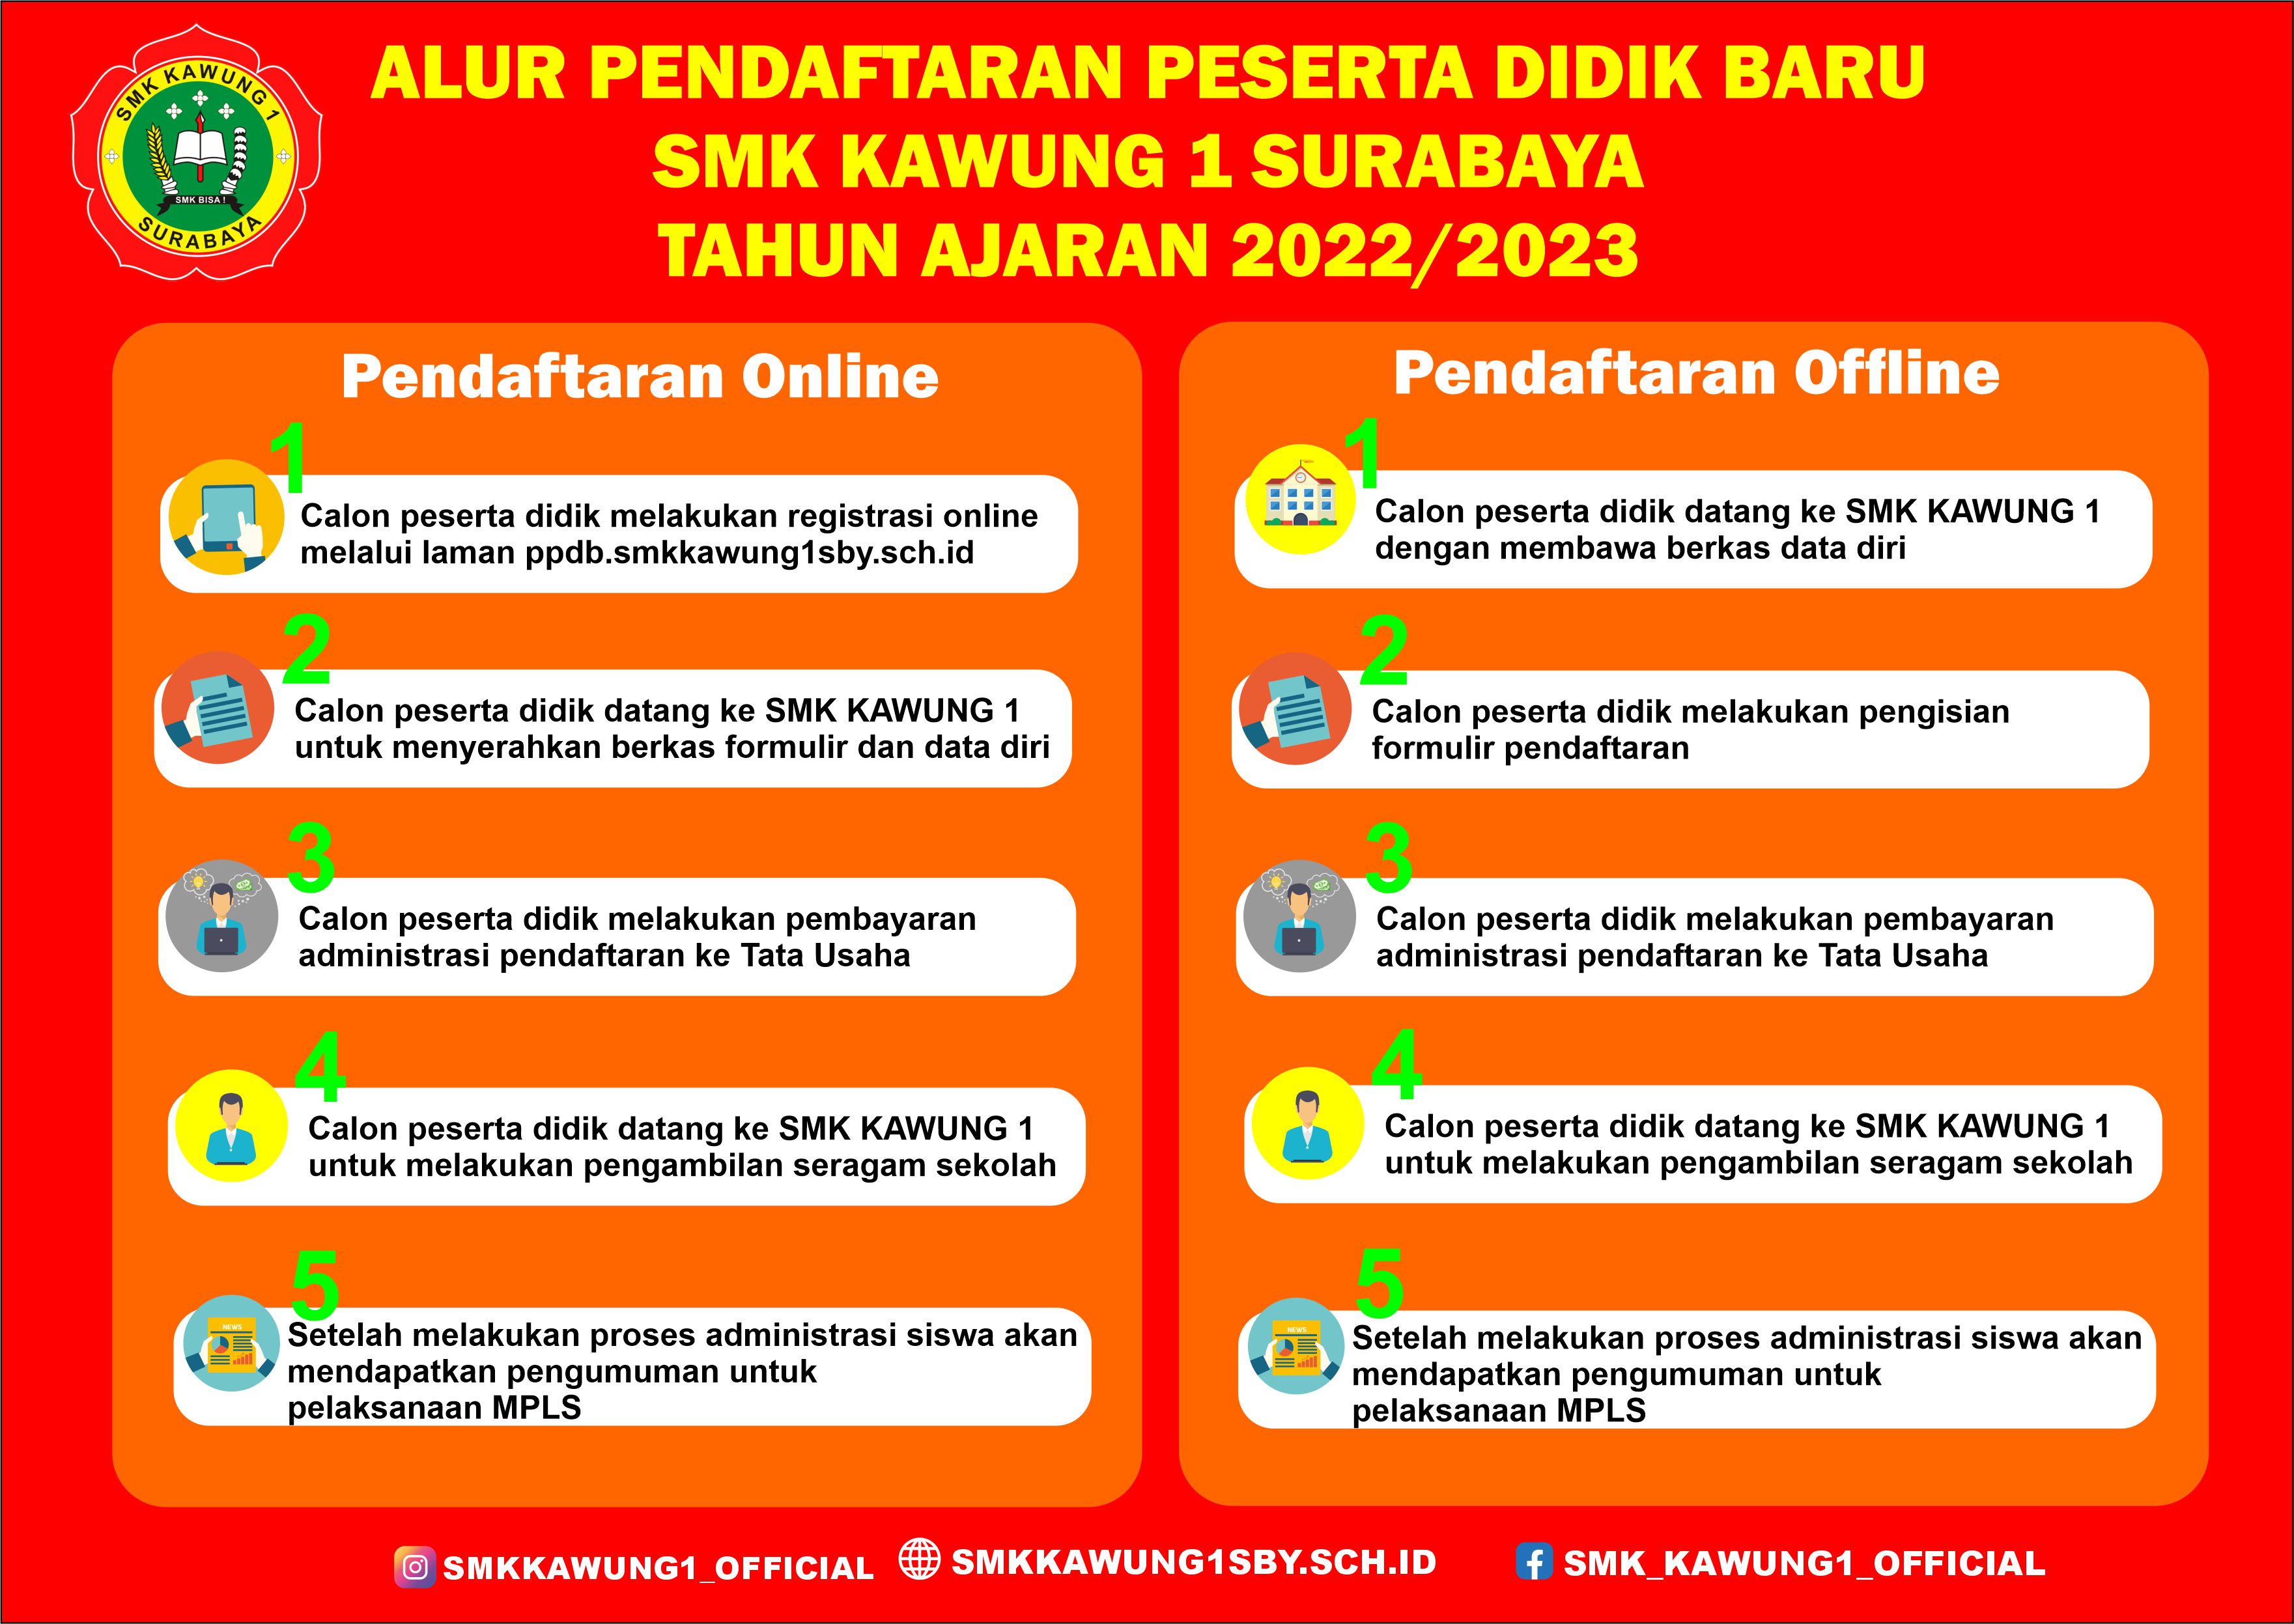 SMK KAWUNG 1
SMK BISA !
SURABAYA
ALUR PENDAFTARAN PESERTA DIDIK BARU
SMK KAWUNG 1 SURABAYA
TAHUN AJARAN 2022/2023
Pendaftaran Online
1
Calon peserta didik melakukan registrasi online
melalui laman ppdb.smkkawung1sby.sch.id
2
Calon peserta didik datang ke SMK KAWUNG 1
untuk menyerahkan berkas formulir dan data diri
3
Calon peserta didik melakukan pembayaran
administrasi pendaftaran ke Tata Usaha
4
Calon peserta didik datang ke SMK KAWUNG 1
untuk melakukan pengambilan seragam sekolah
5
NEWS
Setelah melakukan proses administrasi siswa akan
mendapatkan pengumuman untuk
pelaksanaan MPLS
Pendaftaran Offline
1
Calon peserta didik datang ke SMK KAWUNG 1
dengan membawa berkas data diri
2
Calon peserta didik melakukan pengisian
formulir pendaftaran
3
Calon peserta didik melakukan pembayaran
administrasi pendaftaran ke Tata Usaha
4
Calon peserta didik datang ke SMK KAWUNG 1
untuk melakukan pengambilan seragam sekolah
5
NEWS
Setelah melakukan proses administrasi siswa akan
mendapatkan pengumuman untuk
pelaksanaan MPLS
SMKKAWUNG1_OFFICIAL
SMKKAWUNG1SBY.SCH.ID
SMK_KAWUNG1_OFFICIAL